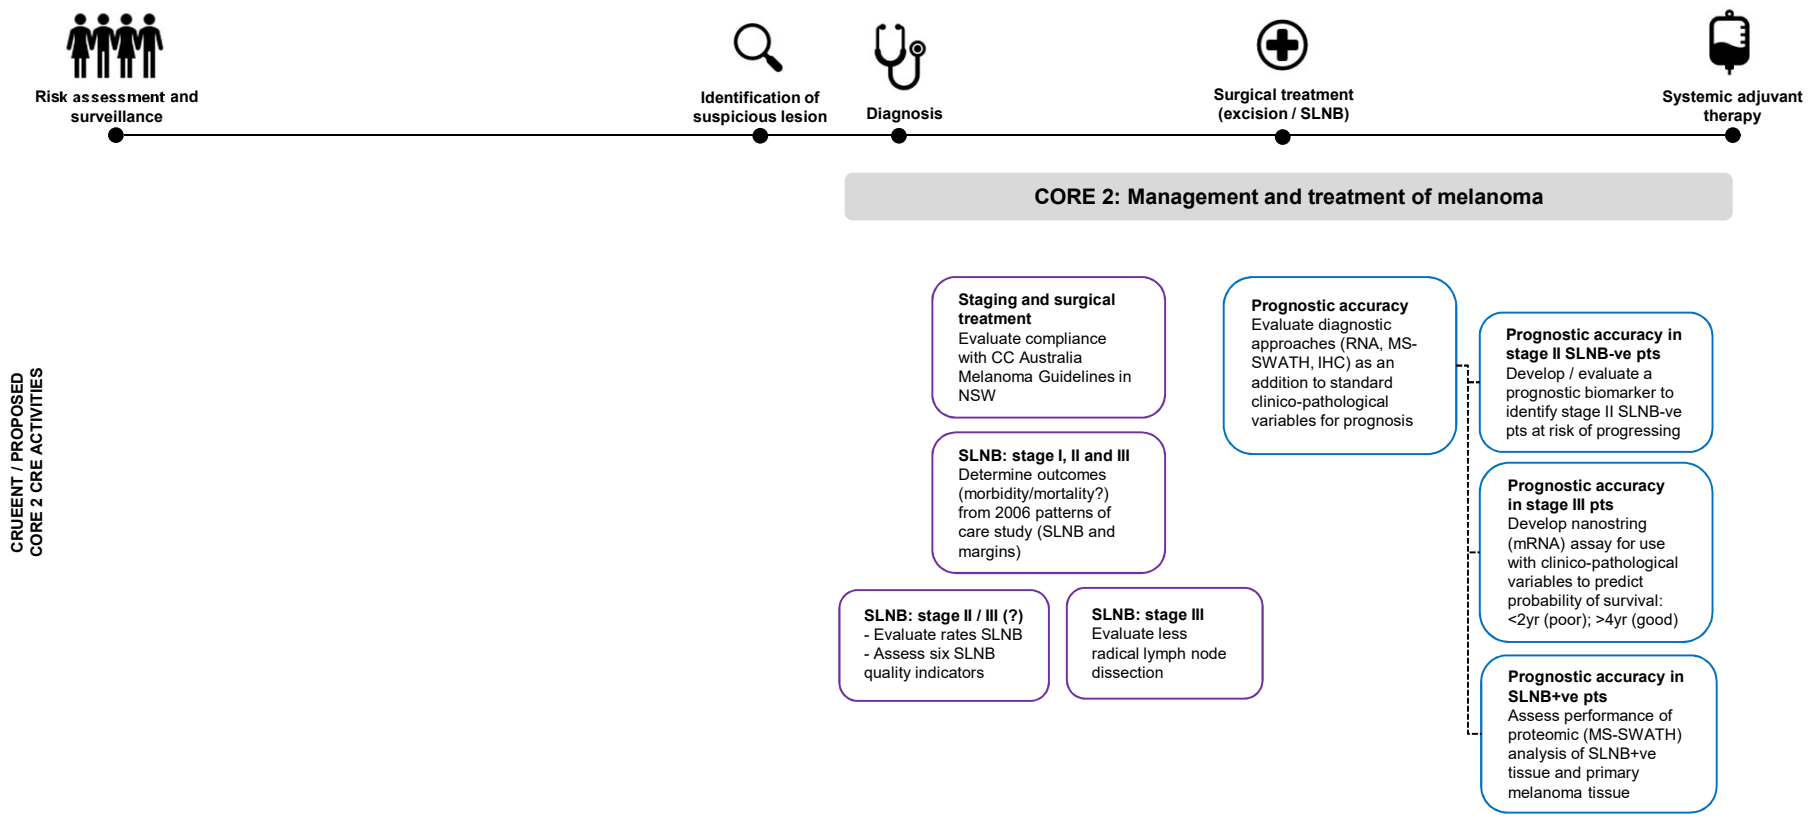 Risk assessment and
surveillance
Identification of
suspicious lesion
Diagnosis
Surgical treatment
(excision / SLNB)
Systemic adjuvant
therapy
CORE 2: Management and treatment of melanoma
CRUEENT / PROPOSED
CORE 2 CRE ACTIVITIES
Staging and surgical
treatment
Evaluate compliance
with CC Australia
Melanoma Guidelines in
NSW
SLNB: stage I, II and III
Determine outcomes
(morbidity/mortality?)
from 2006 patterns of
care study (SLNB and
margins)
SLNB: stage II / III (?)
- Evaluate rates SLNB
- Assess six SLNB
quality indicators
SLNB: stage III
Evaluate less
radical lymph node
dissection
Prognostic accuracy
Evaluate diagnostic
approaches (RNA, MS-
SWATH, IHC) as an
addition to standard
clinico-pathological
variables for prognosis
Prognostic accuracy in
stage II SLNB-ve pts
Develop / evaluate a
prognostic biomarker to
identify stage II SLNB-ve
pts at risk of progressing
Prognostic accuracy
in stage III pts
Develop nanostring
(mRNA) assay for use
with clinico-pathological
variables to predict
probability of survival:
<2yr (poor); >4yr (good)
Prognostic accuracy in
SLNB+ve pts
Assess performance of
proteomic (MS-SWATH)
analysis of SLNB+ve
tissue and primary
melanoma tissue